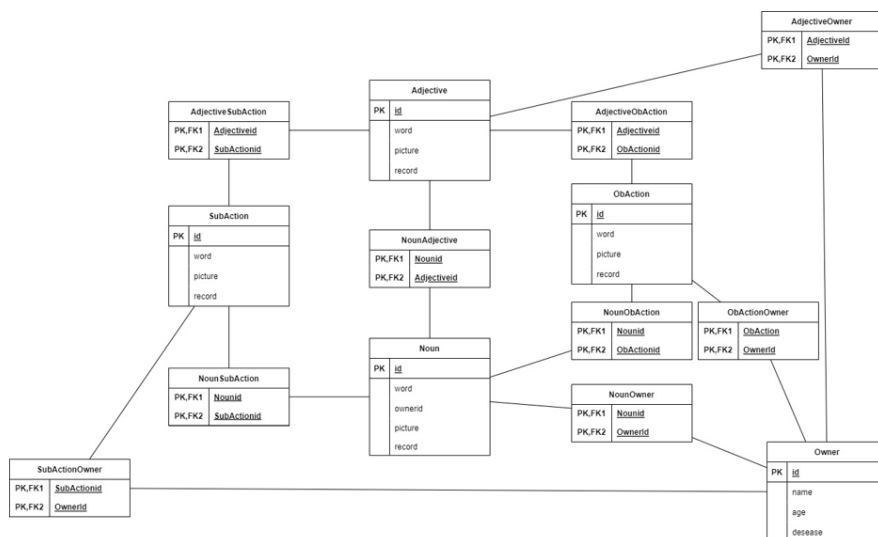 AdjectiveOwner
PK,FK1 AdjectiveId
PK,FK2 OwnerId
Adjective
PK id
word
picture
record
AdjectiveSubAction
PK,FK1 Adjectiveid
PK,FK2 SubActionid
AdjectiveObAction
PK,FK1 Adjectiveid
PK,FK2 ObActionid
SubAction
PK id
word
picture
record
NounAdjective
PK,FK1 Nounid
PK,FK2 Adjectiveid
ObAction
PK id
word
picture
record
NounObAction
PK,FK1 Nounid
PK,FK2 ObActionid
ObActionOwner
PK,FK1 ObAction
PK,FK2 OwnerId
NounSubAction
PK,FK1 Nounid
PK,FK2 SubActionid
Noun
PK id
word
ownerid
picture
record
NounOwner
PK,FK1 Nounid
PK,FK2 OwnerId
SubActionOwner
PK,FK1 SubActionid
PK,FK2 OwnerId
Owner
PK id
name
age
desease